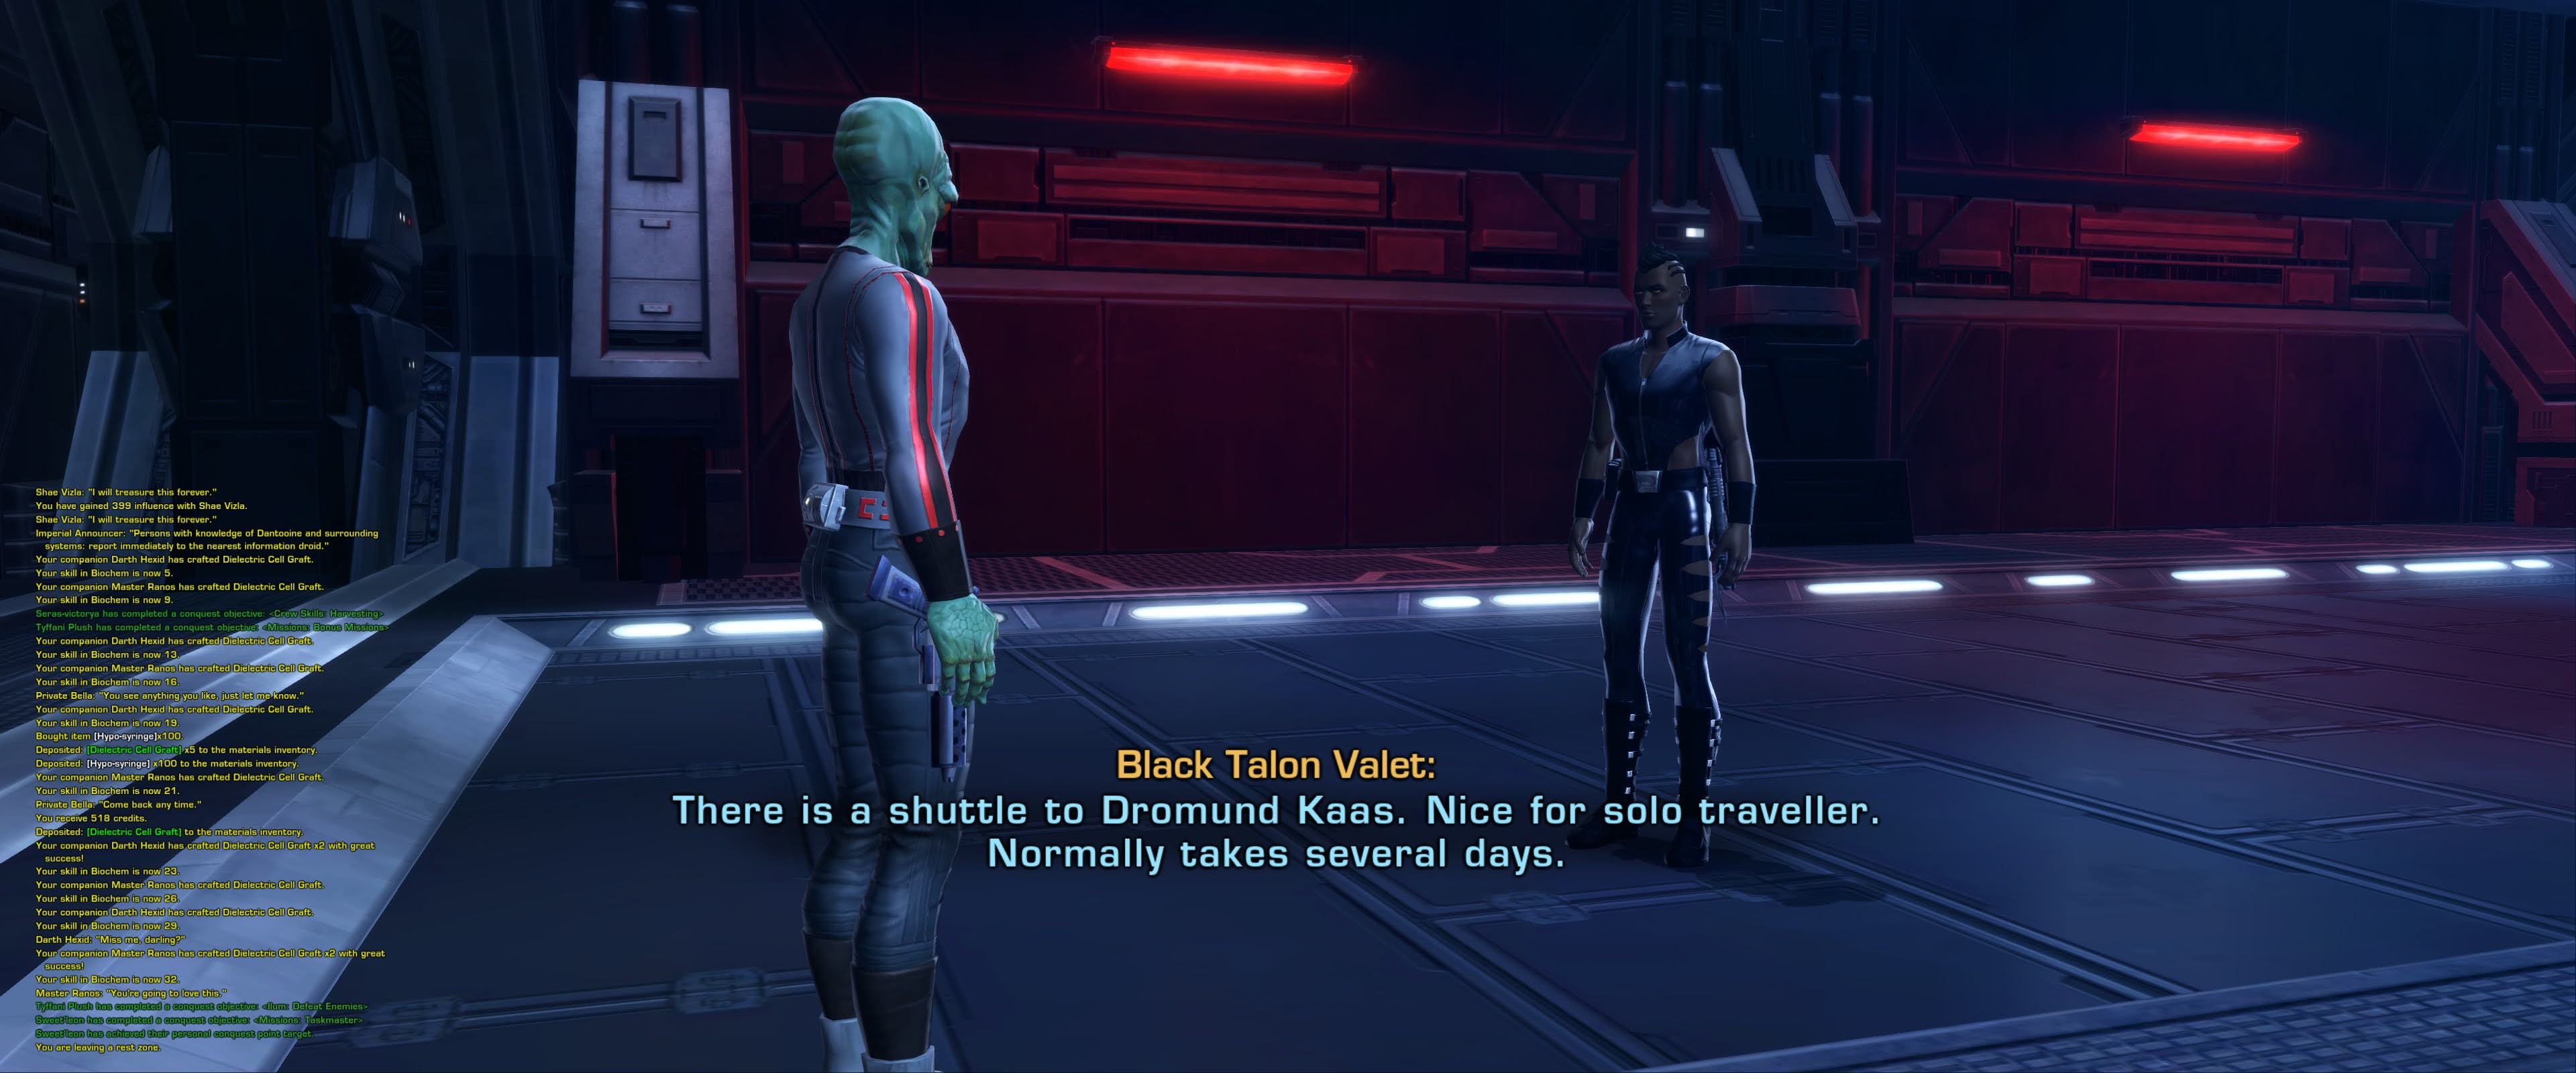 Shae Vizla: "I will treasure this forever."
You have gained 399 influence with Shae Vizla.
Shae Vizla: "I will treasure this forever."
Imperial Announcer: "Persons with knowledge of Dantooine and surrounding
systems: report immediately to the nearest information droid."
Your companion Darth Hexid has crafted Dielectric Cell Graft.
Your skill in Biochem is now 5.
Your companion Master Ranos has crafted Dielectric Cell Graft.
Your skill in Biochem is now 9.
Seras-victorya has completed a conquest objective: <Crew Skills: Harvesting>
Tyffani Plush has completed a conquest objective: <Missions: Bonus Missions>
Your companion Darth Hexid has crafted Dielectric Cell Graft.
Your skill in Biochem is now 13.
Your companion Master Ranos has crafted Dielectric Cell Graft.
Your skill in Biochem is now 16.
Private Bella: "You see anything you like, just let me know."
Your companion Darth Hexid has crafted Dielectric Cell Graft.
Your skill in Biochem is now 19.
Bought item [Hypo-syringe]x100.
Deposited: [Dielectric Cell Graft] x5 to the materials inventory.
Deposited: [Hypo-syringe] x100 to the materials inventory.
Your companion Master Ranos has crafted Dielectric Cell Graft.
Your skill in Biochem is now 21.
Private Bella: "Come back any time."
You receive 518 credits.
Deposited: [Dielectric Cell Graft] to the materials inventory.
Your companion Darth Hexid has crafted Dielectric Cell Graft x2 with great
success!
Your skill in Biochem is now 23.
Your companion Master Ranos has crafted Dielectric Cell Graft.
Your skill in Biochem is now 26.
Your companion Darth Hexid has crafted Dielectric Cell Graft.
Your skill in Biochem is now 29.
Darth Hexid: "Miss me, darling?"
Your companion Master Ranos has crafted Dielectric Cell Graft x2 with great
success!
Your skill in Biochem is now 32.
Master Ranos: "You're going to love this."
Tyffani Plush has completed a conquest objective: <Ilum: Defeat Enemies>
Sweet'leon has completed a conquest objective: <Missions: Taskmaster>
Sweet'leon has achieved their personal conquest point target.
You are leaving a rest zone.
Black Talon Valet:
There is a shuttle to Dromund Kaas. Nice for solo traveller.
Normally takes several days.